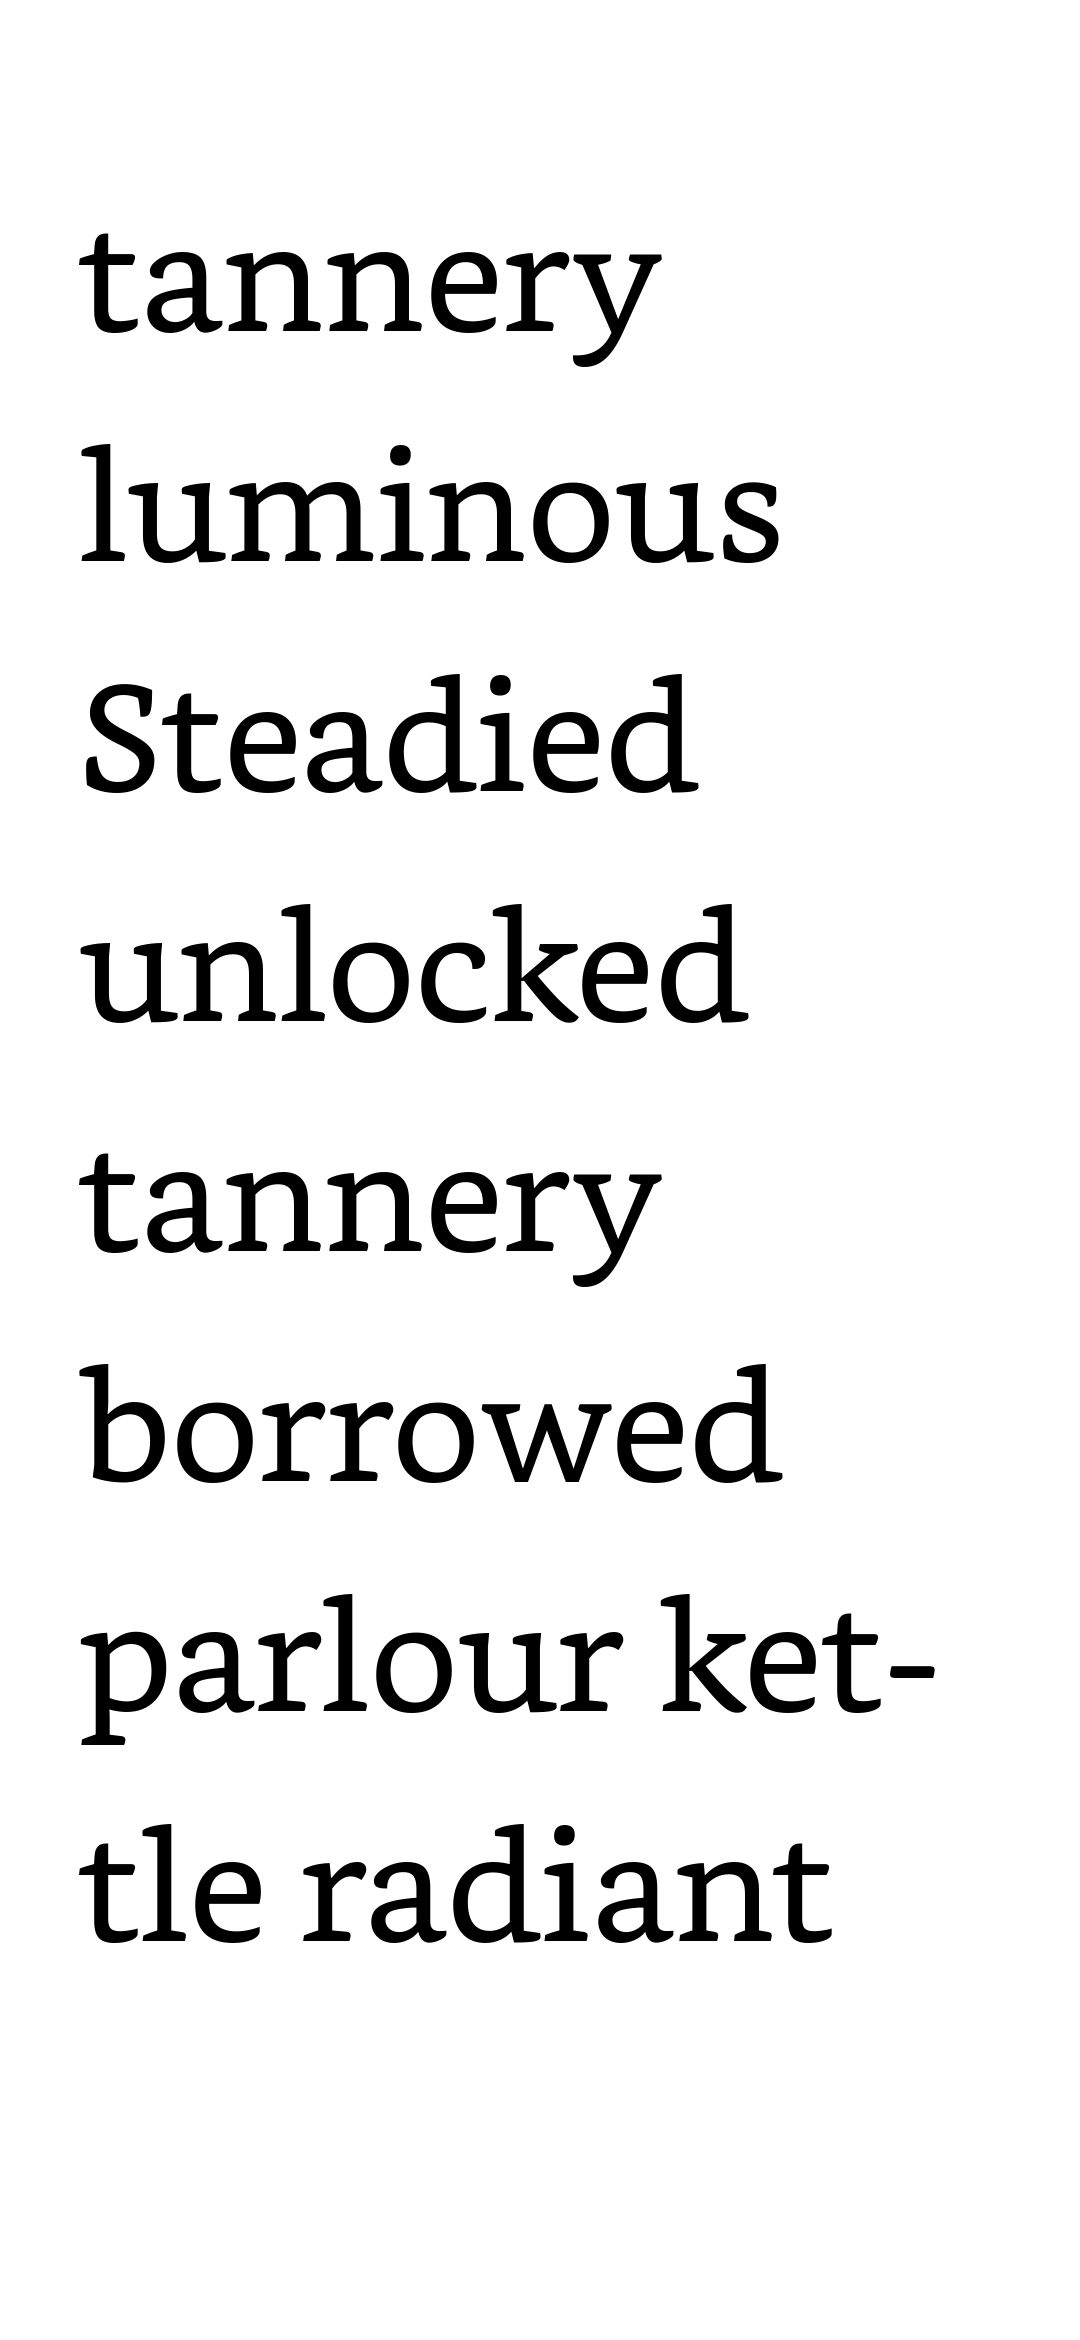 tannery
luminous
Steadied
unlocked
tannery
borrowed
parlour ket-
tle radiant